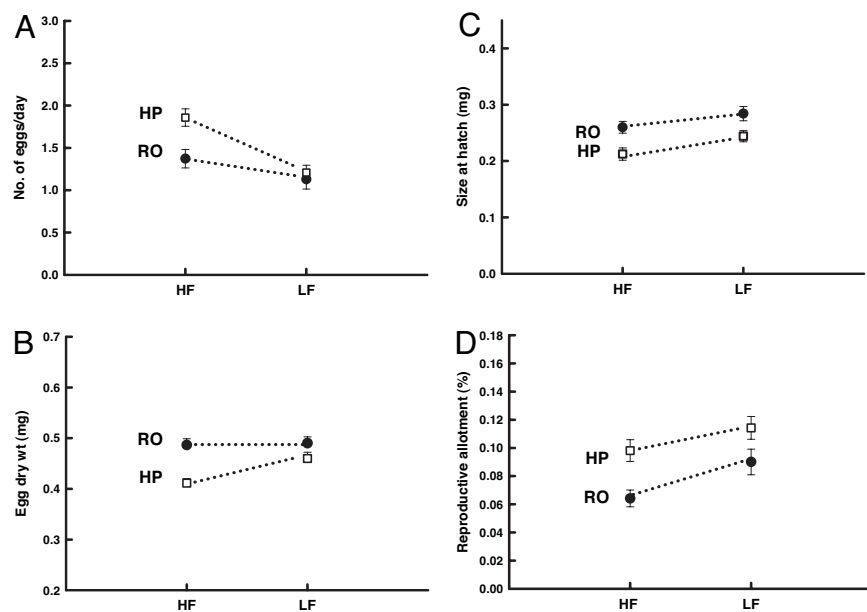 A
No. of eggs/day
3.0
2.5
2.0
1.5
1.0
0.5
0.0
HP
RO
HF LF
B
Egg dry wt (mg)
0.7
0.6
0.5
0.4
0.3
0.2
RO
HP
HF LF
C
Size at hatch (mg)
0.4
0.3
0.2
0.1
0.0
RO
HP
HF LF
D
Reproductive allotment (%)
0.18
0.16
0.14
0.12
0.10
0.08
0.06
0.04
0.02
0.00
HP
RO
HF LF